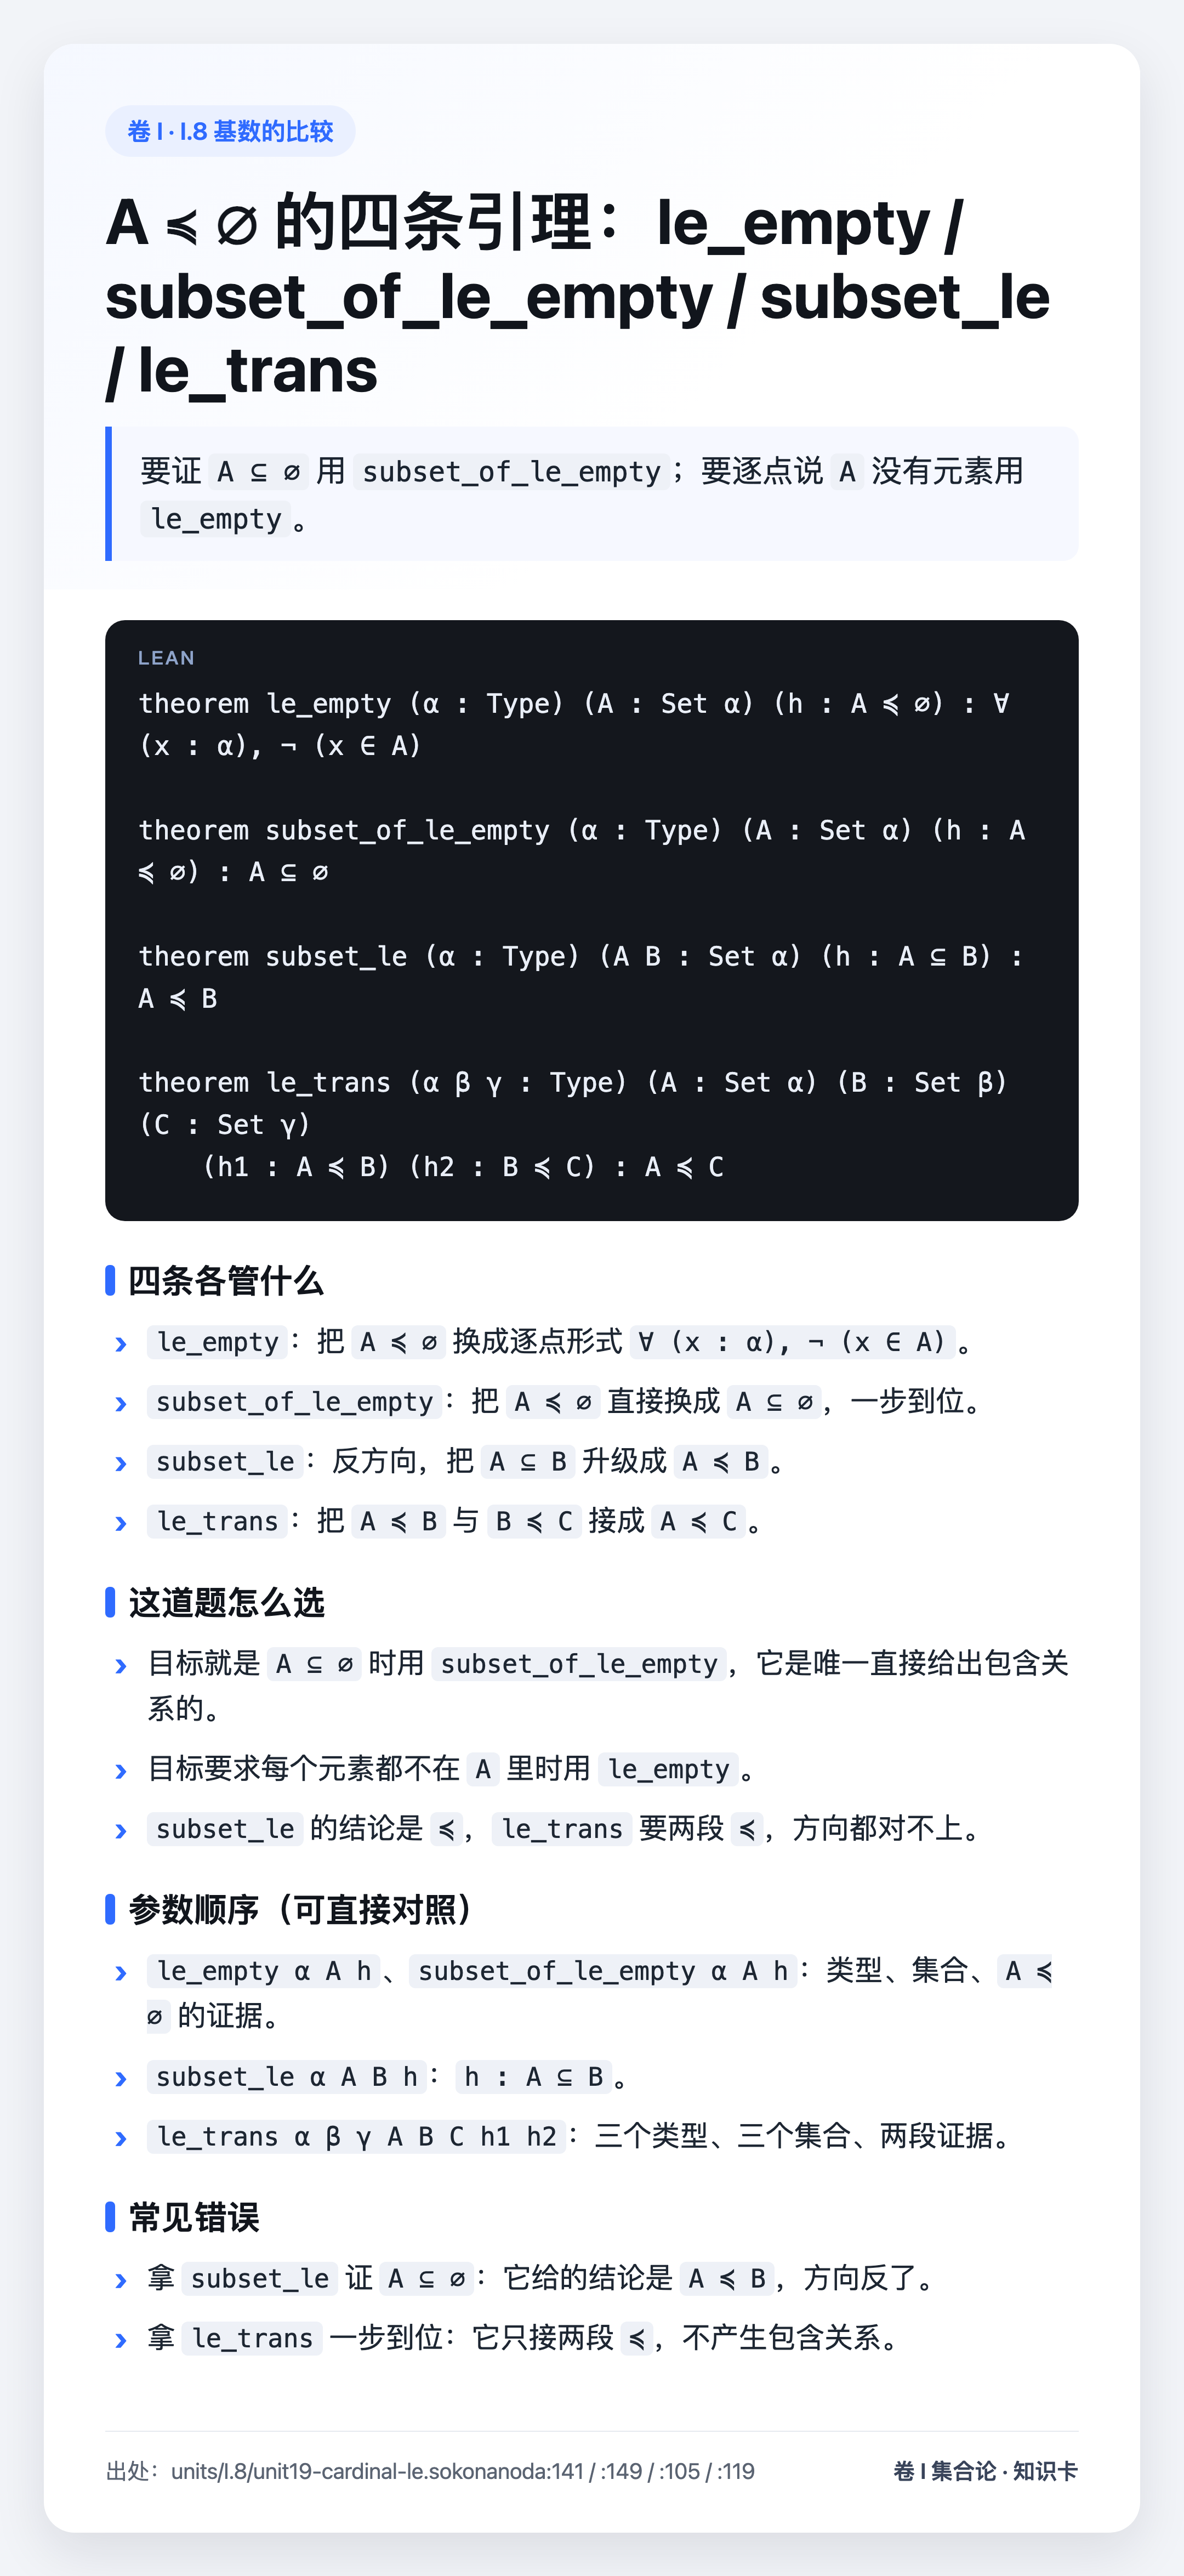 卷 I · I.8 基数的比较
A ≼ ∅ 的四条引理：le_empty /
subset_of_le_empty / subset_le
/ le_trans
要证 A ⊆ ∅ 用 subset_of_le_empty；要逐点说 A 没有元素用
le_empty。
LEAN
theorem le_empty (α : Type) (A : Set α) (h : A ≼ ∅) : ∀
(x : α), ¬ (x ∈ A)
theorem subset_of_le_empty (α : Type) (A : Set α) (h : A
≼ ∅) : A ⊆ ∅
theorem subset_le (α : Type) (A B : Set α) (h : A ⊆ B) :
A ≼ B
theorem le_trans (α β γ : Type) (A : Set α) (B : Set β)
(C : Set γ)
    (h1 : A ≼ B) (h2 : B ≼ C) : A ≼ C
四条各管什么
› le_empty：把 A ≼ ∅ 换成逐点形式 ∀ (x : α), ¬ (x ∈ A)。
› subset_of_le_empty：把 A ≼ ∅ 直接换成 A ⊆ ∅，一步到位。
› subset_le：反方向，把 A ⊆ B 升级成 A ≼ B。
› le_trans：把 A ≼ B 与 B ≼ C 接成 A ≼ C。
这道题怎么选
› 目标就是 A ⊆ ∅ 时用 subset_of_le_empty，它是唯一直接给出包含关
系的。
› 目标要求每个元素都不在 A 里时用 le_empty。
› subset_le 的结论是 ≼，le_trans 要两段 ≼，方向都对不上。
参数顺序（可直接对照）
› le_empty α A h、subset_of_le_empty α A h：类型、集合、A ≼
∅ 的证据。
› subset_le α A B h：h : A ⊆ B。
› le_trans α β γ A B C h1 h2：三个类型、三个集合、两段证据。
常见错误
› 拿 subset_le 证 A ⊆ ∅：它给的结论是 A ≼ B，方向反了。
› 拿 le_trans 一步到位：它只接两段 ≼，不产生包含关系。
出处：units/I.8/unit19-cardinal-le.sokonanoda:141 / :149 / :105 / :119
卷 I 集合论 · 知识卡